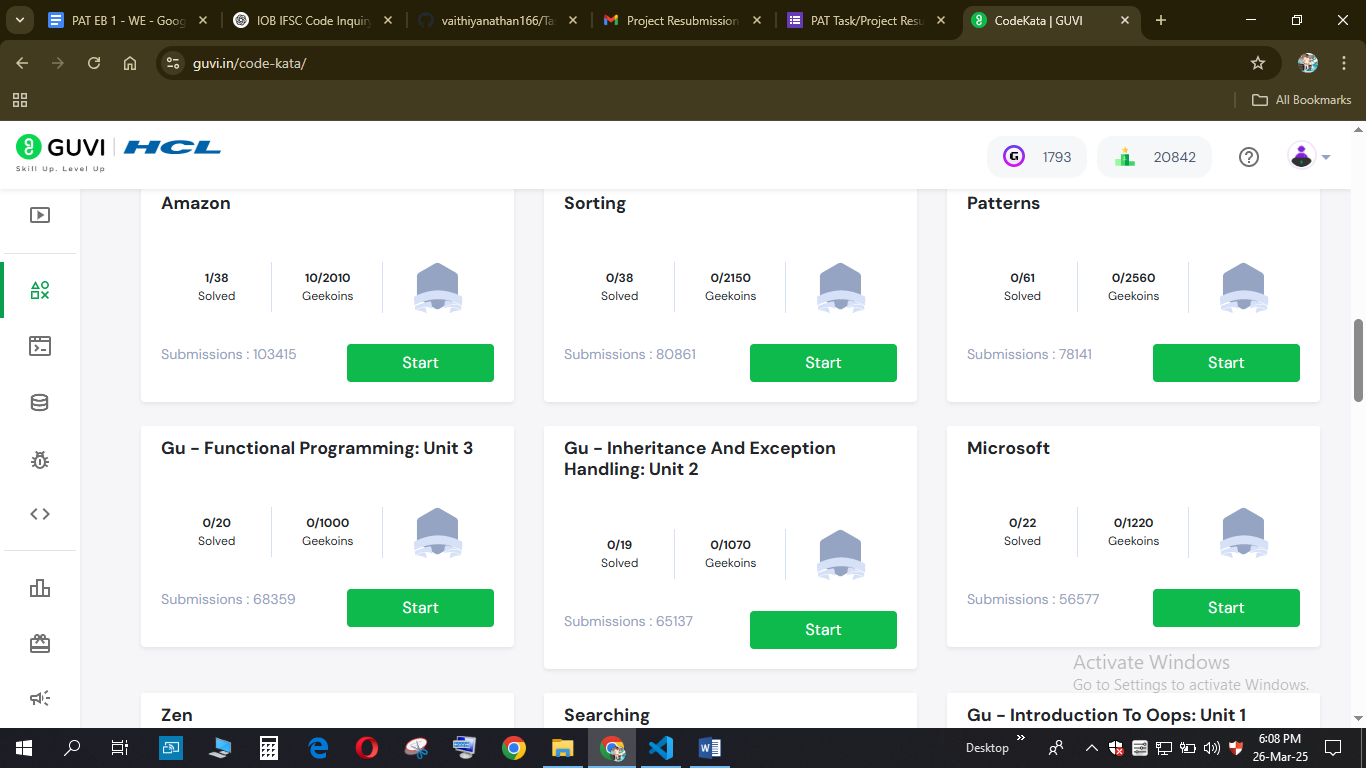 PAT EB 1 - WE - Goog
IOB IFSC Code Inquiry
vaithiyanathan166/Tas
Project Resubmission
PAT Task/Project Resu
CodeKata | GUVI
guvi.in/code-kata/
All Bookmarks
GUVI HCL
Skill Up. Level Up
1793
20842
Amazon
1/38
Solved
10/2010
Geekoins
Submissions : 103415
Start
Sorting
0/38
Solved
0/2150
Geekoins
Submissions : 80861
Start
Patterns
0/61
Solved
0/2560
Geekoins
Submissions : 78141
Start
Gu - Functional Programming: Unit 3
0/20
Solved
0/1000
Geekoins
Submissions : 68359
Start
Gu - Inheritance And Exception
Handling: Unit 2
0/19
Solved
0/1070
Geekoins
Submissions : 65137
Start
Microsoft
0/22
Solved
0/1220
Geekoins
Submissions : 56577
Start
Activate Windows
Go to Settings to activate Windows.
Zen
Searching
Gu - Introduction To Oops: Unit 1
Desktop
6:08 PM
26-Mar-25